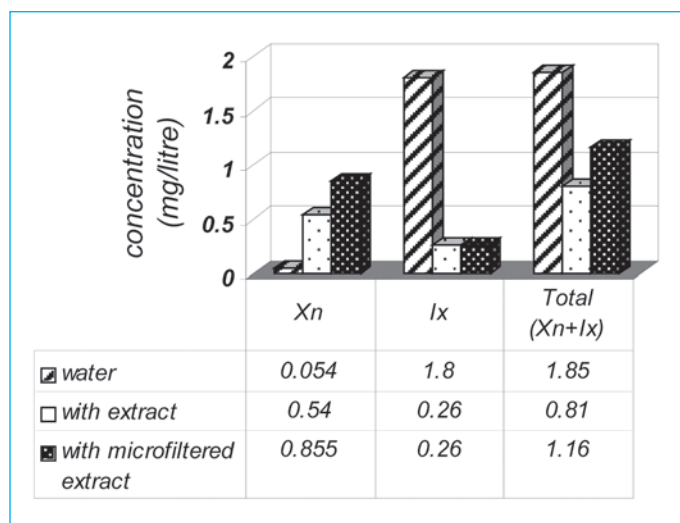 concentration
(mg/litre)
2
1.5
1
0.5
0
Xn Ix Total
(Xn+Ix)
water 0.054 1.8 1.85
with extract 0.54 0.26 0.81
with microfiltered 0.855 0.26 1.16
extract